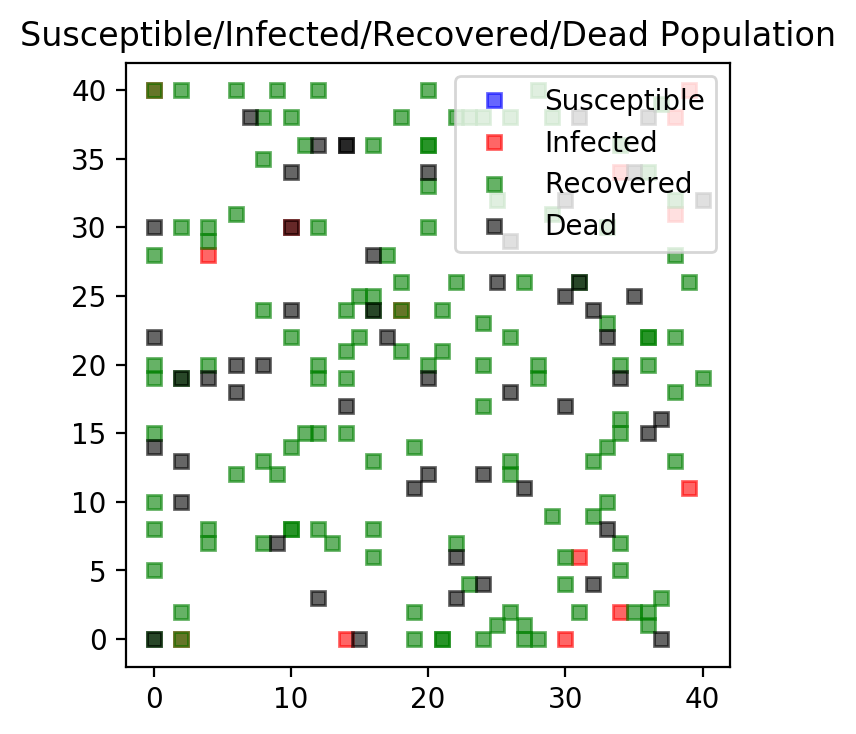 Susceptible/Infected/Recovered/Dead Population
40
35
30
25
20
15
10
5
0
0 10 20 30 40
Susceptible
Infected
Recovered
Dead